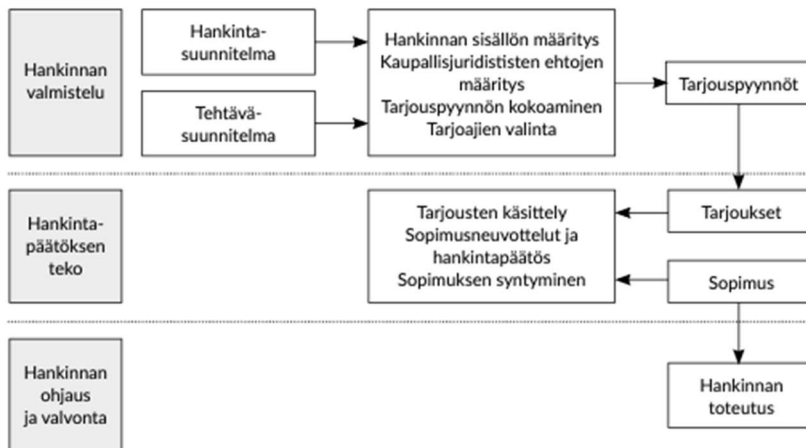 Hankinnan
valmistelu
Hankinta-
suunnitelma
Tehtävä-
suunnitelma
Hankinnan sisällön määritys
Kaupallisjuridististen ehtojen
määritys
Tarjouspyynnön kokoaminen
Tarjoajien valinta
Tarjouspyynnöt
Hankinta-
päätöksen
teko
Tarjousten käsittely
Sopimusneuvottelut ja
hankintapäätös
Sopimuksen syntyminen
Tarjoukset
Sopimus
Hankinnan
ohjaus
ja valvonta
Hankinnan
toteutus